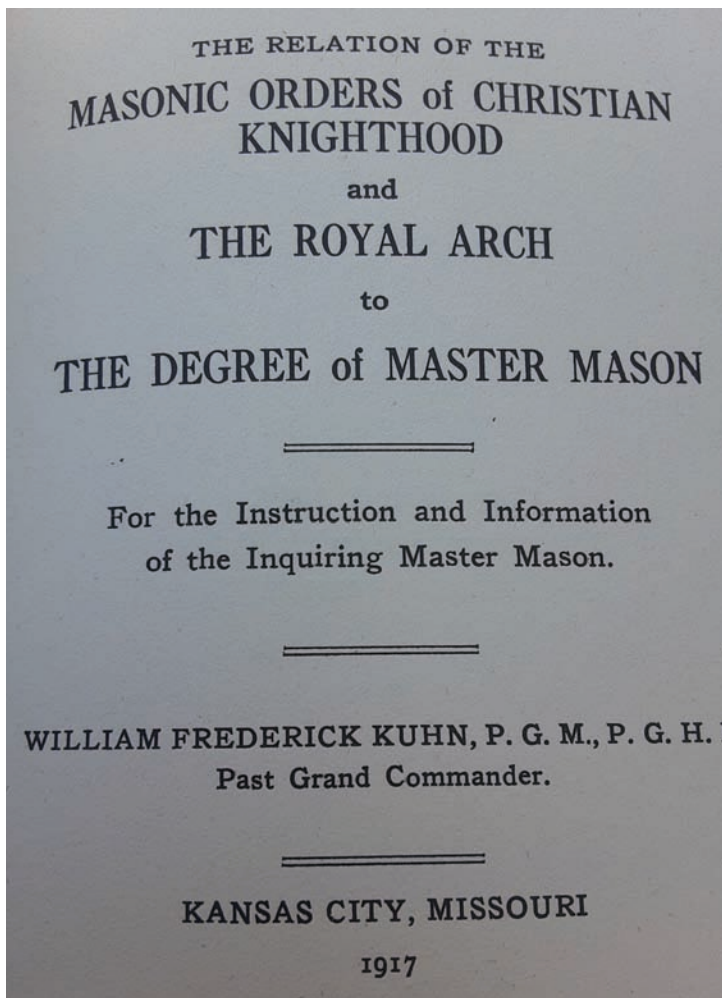 THE RELATION OF THE
MASONIC ORDERS of CHRISTIAN
KNIGHTHOOD
and
THE ROYAL ARCH
to
THE DEGREE of MASTER MASON
For the Instruction and Information
of the Inquiring Master Mason.
WILLIAM FREDERICK KUHN, P. G. M., P. G. H.
Past Grand Commander.
KANSAS CITY, MISSOURI
1917